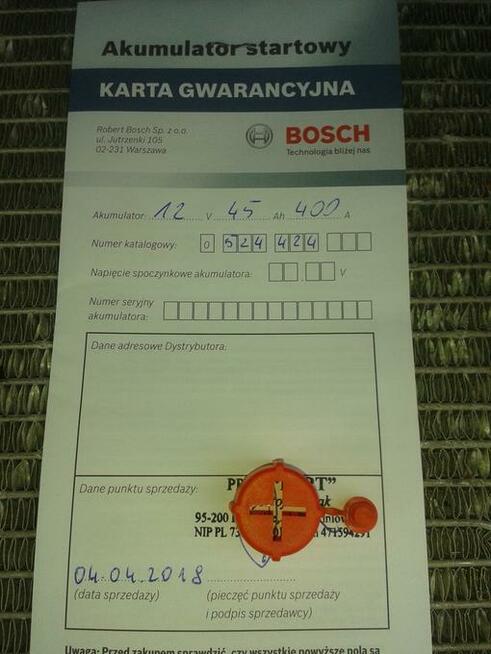 Akumulator startowy
KARTA GWARANCYJNA
Robert Bosch Sp. z o.o.
ul. Jutrzenki 105
02-231 Warszawa
BOSCH
Technologia bliżej nas
Akumulator: 12 V 45 Ah 400 A
Numer katalogowy: 0 524 424
Napięcie spoczynkowe akumulatora: . V
Numer seryjny
akumulatora:
Dane adresowe Dystrybutora:
Dane punktu sprzedaży:
95-200
NIP PL
04.04.2018
(data sprzedaży) (pieczęć punktu sprzedaży
i podpis sprzedawcy)
Uwaga: Przed zakupem sprawdzić, czy wszystkie powyższe pola są